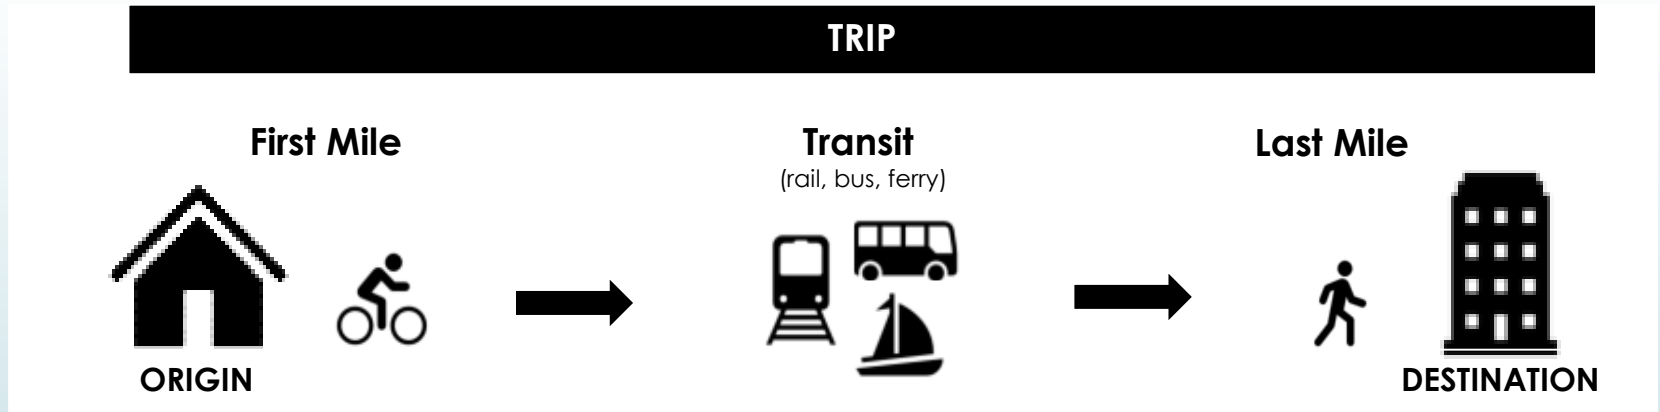 TRIP
First Mile
Transit
(rail, bus, ferry)
Last Mile
ORIGIN
DESTINATION